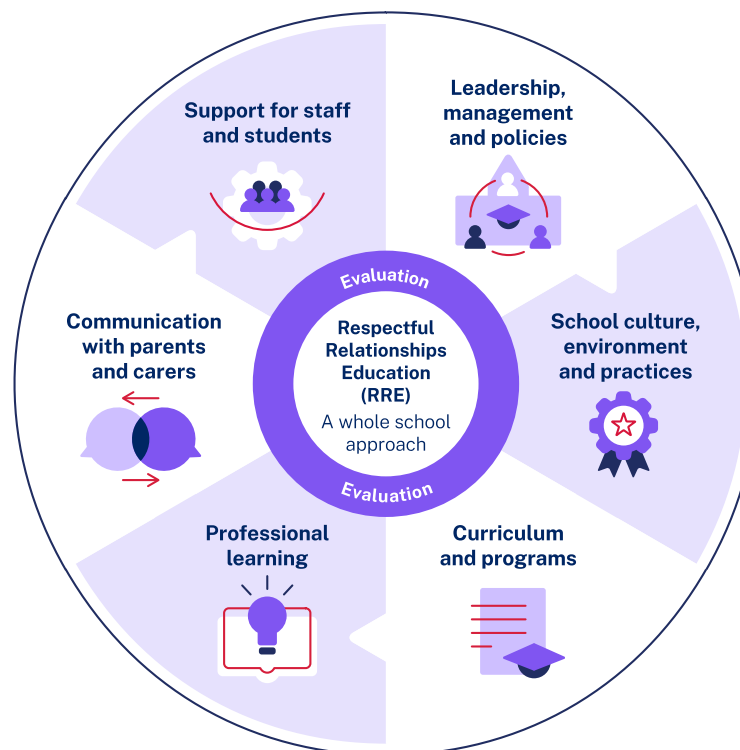 Support for staff
and students
Leadership,
management
and policies
Communication
with parents
and carers
Evaluation
Respectful
Relationships
Education
(RRE)
A whole school
approach
Evaluation
School culture,
environment
and practices
Professional
learning
Curriculum
and programs